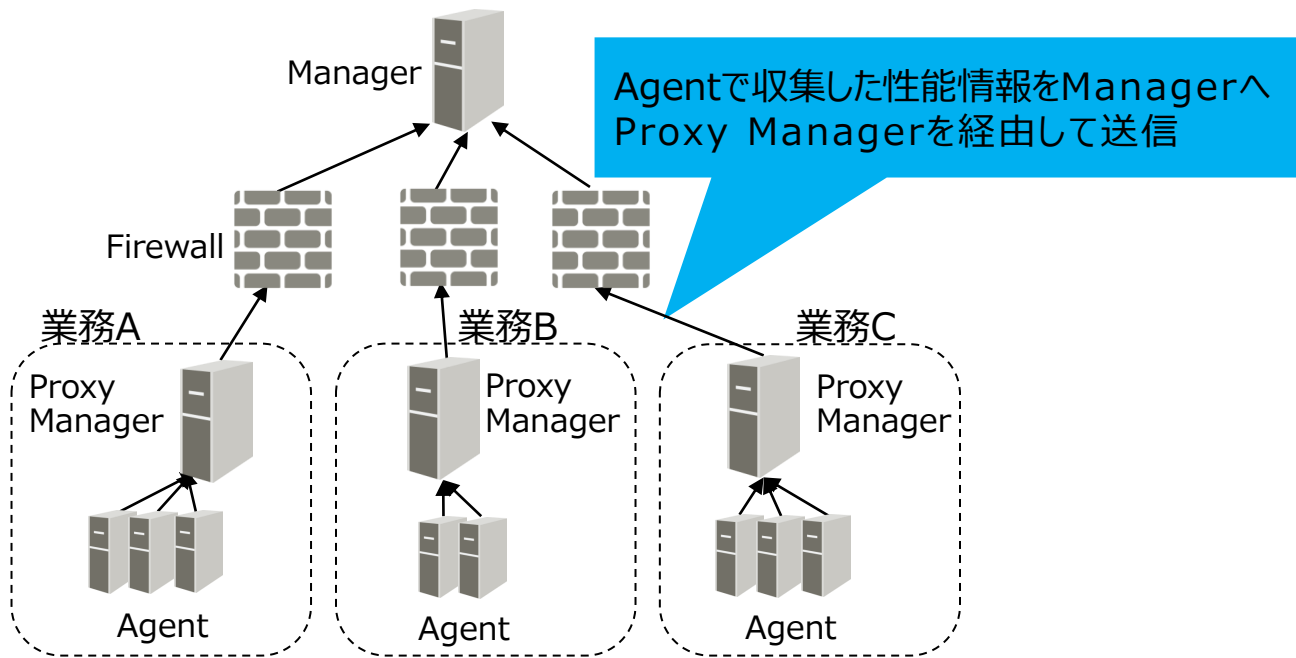 Manager
Agentで収集した性能情報をManagerへ
Proxy Managerを経由して送信
Firewall
業務A
業務B
業務C
Proxy
Manager
Proxy
Manager
Proxy
Manager
Agent
Agent
Agent